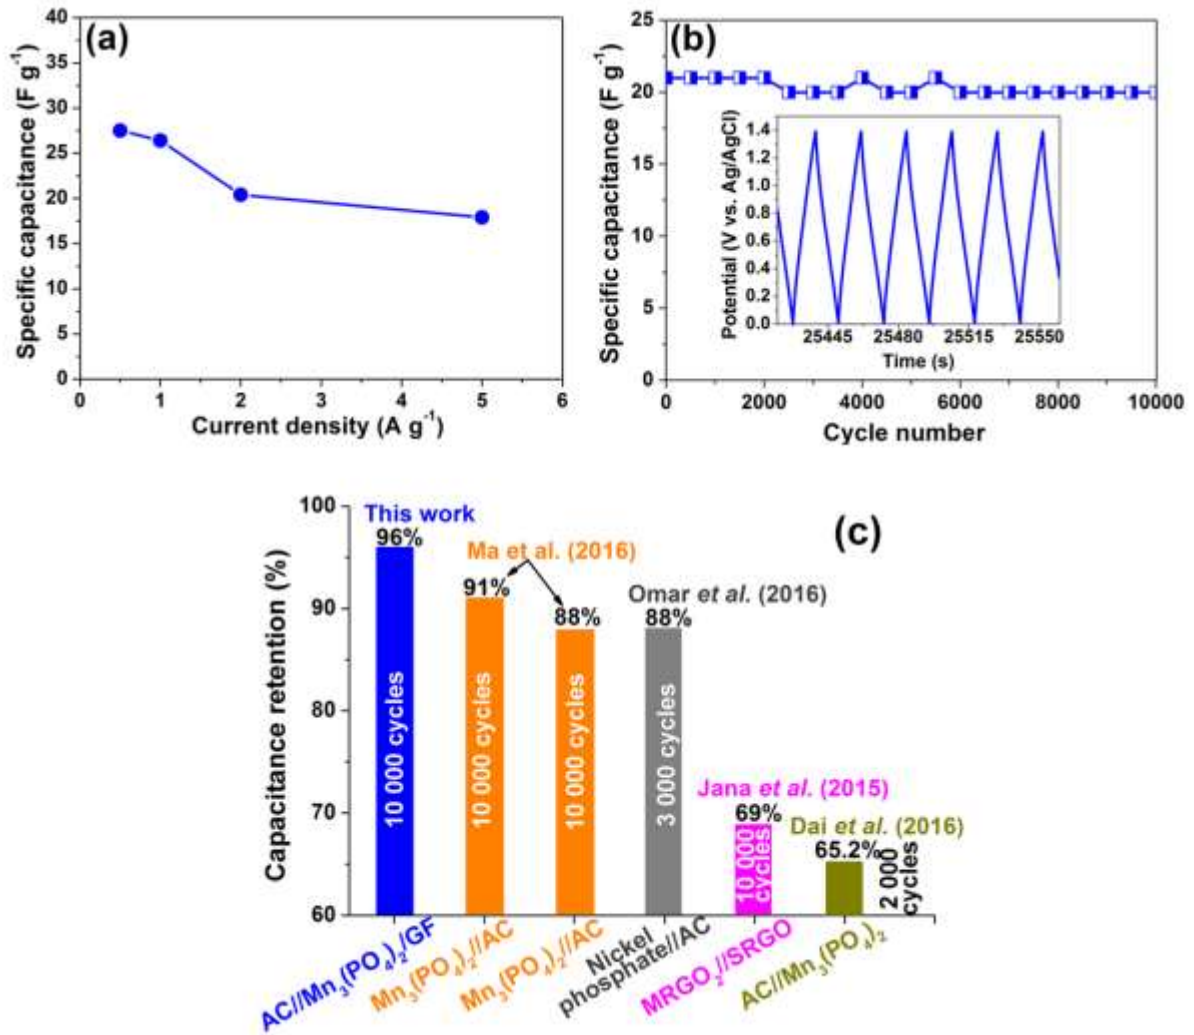 (a)
Specific capacitance (F g⁻¹)
40
35
30
25
20
15
10
5
0
0 1 2 3 4 5 6
Current density (A g⁻¹)
(b)
Specific capacitance (F g⁻¹)
25
20
15
10
5
0
0 2000 4000 6000 8000 10000
Cycle number
Potential (V vs. Ag/AgCl)
1.4
1.2
1.0
0.8
0.6
0.4
0.2
0.0
25445 25480 25515 25550
Time (s)
(c)
Capacitance retention (%)
100
90
80
70
60
This work
96%
10 000 cycles
Ma et al. (2016)
91%
10 000 cycles
88%
10 000 cycles
Omar et al. (2016)
88%
3 000 cycles
Jana et al. (2015)
69%
10 000
cycles
Dai et al. (2016)
65.2%
2 000
cycles
AC//Mn₃(PO₄)₂/GF
Mn₃(PO₄)₂//AC
Mn₃(PO₄)₂//AC
Nickel
phosphate//AC
MRGO₂//SRGO
AC//Mn₃(PO₄)₂